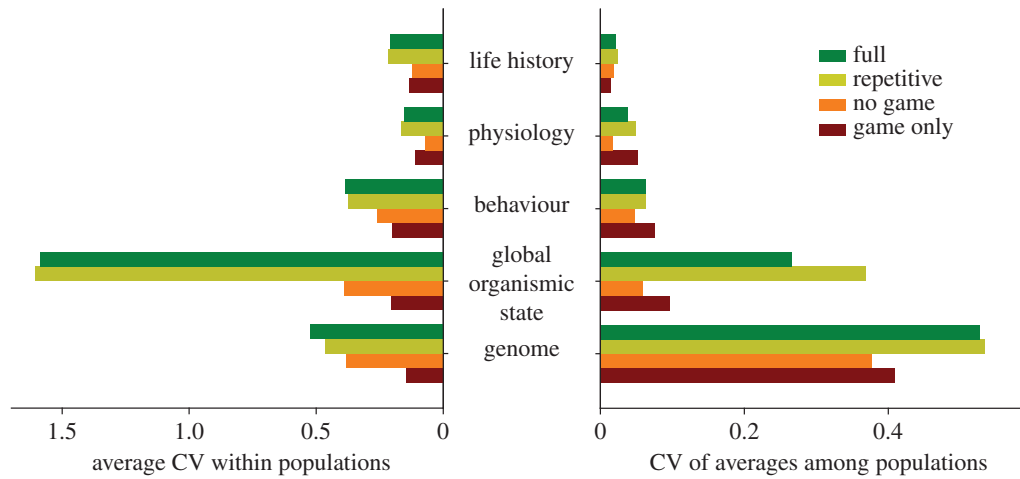 life history
physiology
behaviour
global
organismic
state
genome
full
repetitive
no game
game only
1.5 1.0 0.5 0
0 0.2 0.4
average CV within populations
CV of averages among populations